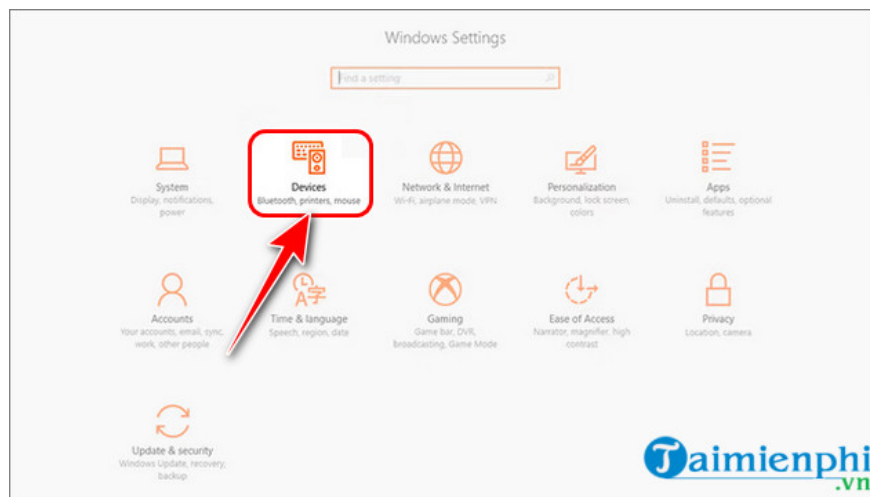 Windows Settings
Find a setting
System
Display, notifications,
power
Devices
Bluetooth, printers, mouse
Network & Internet
Wi-Fi, airplane mode, VPN
Personalization
Background, lock screen,
colors
Apps
Uninstall, defaults, optional
features
Accounts
Your accounts, email, sync,
work, other people
A字
Time & language
Speech, region, date
Gaming
Game bar, DVR,
broadcasting, Game Mode
Ease of Access
Narrator, magnifier, high
contrast
Privacy
Location, camera
Update & security
Windows Update, recovery,
backup
Taimienphi
.vn